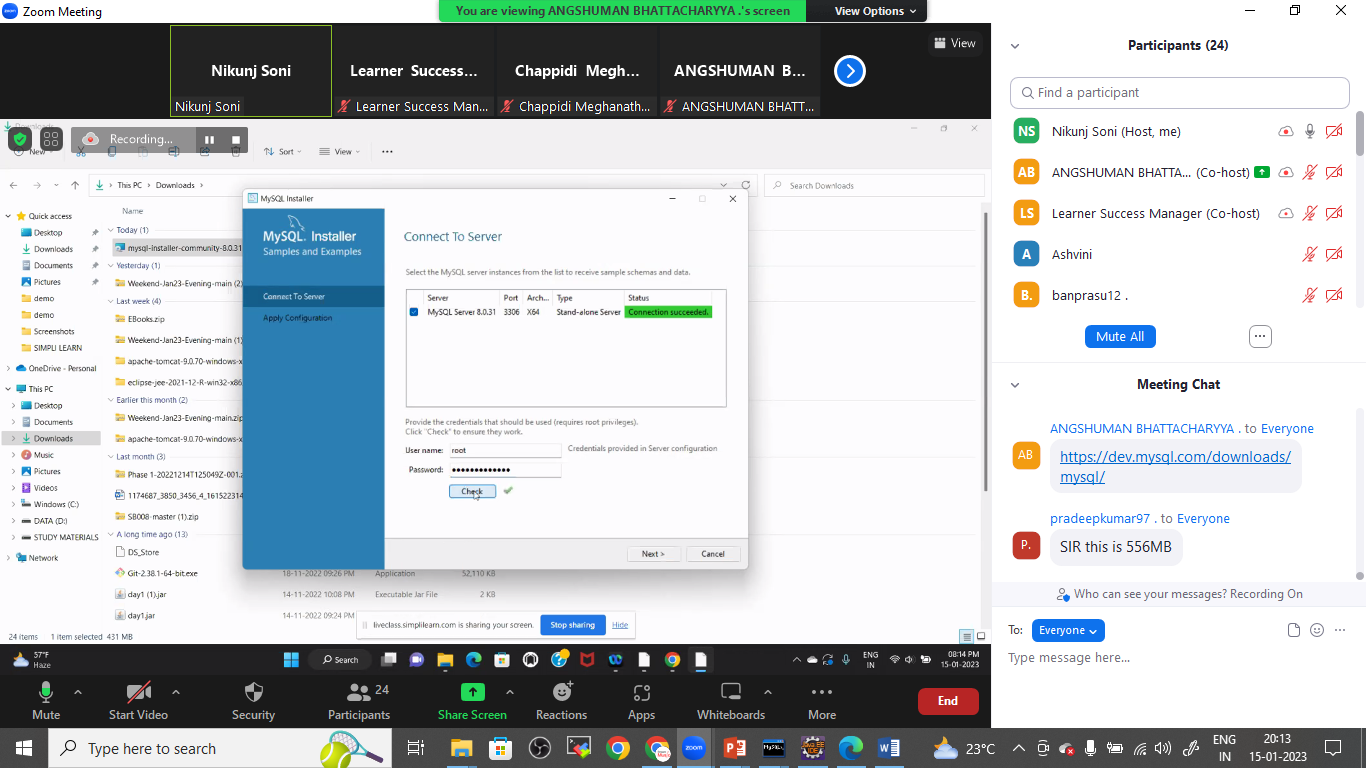 Zoom Meeting
You are viewing ANGSHUMAN BHATTACHARYYA .'s screen
View Options
Nikunj Soni
Learner Success...
Chappidi Megh...
ANGSHUMAN B...
View
Nikunj Soni
Learner Success Man...
Chappidi Meghanath...
ANGSHUMAN BHATT...
Recording...
New
Sort
View
This PC > Downloads >
Search Downloads
Name
Quick access
Desktop
Downloads
Documents
Pictures
demo
demo
Screenshots
SIMPLI LEARN
OneDrive - Personal
This PC
Desktop
Documents
Downloads
Music
Pictures
Videos
Windows (C:)
DATA (D:)
STUDY MATERIALS
Network
Today (1)
mysql-installer-community-8.0.31
Yesterday (1)
Weekend-Jan23-Evening-main (2)
Last week (4)
EBooks.zip
Weekend-Jan23-Evening-main (1)
apache-tomcat-9.0.70-windows-x
eclipse-jee-2021-12-R-win32-x86
Earlier this month (2)
Weekend-Jan23-Evening-main.zip
apache-tomcat-9.0.70-windows-x
Last month (3)
Phase 1-20221214T125049Z-001.z
1174687_3850_3456_4_161522314
SB008-master (1).zip
A long time ago (13)
DS_Store
Git-2.38.1-64-bit.exe
18-11-2022 09:26 PM Application 52,110 KB
day1 (1).jar
14-11-2022 10:08 PM Executable Jar File 2 KB
day1.jar
14-11-2022 09:24 PM
24 items 1 item selected 431 MB
MySQL Installer
MySQL. Installer
Samples and Examples
Connect To Server
Apply Configuration
Connect To Server
Select the MySQL server instances from the list to receive sample schemas and data.
Server Port Arch... Type Status
MySQL Server 8.0.31 3306 X64 Stand-alone Server Connection succeeded.
Provide the credentials that should be used (requires root privileges).
Click "Check" to ensure they work.
User name: root Credentials provided in Server configuration
Password: •••••••••••••
Check
Next > Cancel
liveclass.simplilearn.com is sharing your screen. Stop sharing Hide
57°F
Haze
Search
ENG
IN
08:14 PM
15-01-2023
Mute
Start Video
Security
24
Participants
Share Screen
Reactions
Apps
Whiteboards
More
End
Participants (24)
Find a participant
NS Nikunj Soni (Host, me)
AB ANGSHUMAN BHATTA... (Co-host)
LS Learner Success Manager (Co-host)
A Ashvini
B. banprasu12 .
Mute All
Meeting Chat
ANGSHUMAN BHATTACHARYYA . to Everyone
AB
https://dev.mysql.com/downloads/
mysql/
pradeepkumar97 . to Everyone
P.
SIR this is 556MB
Who can see your messages? Recording On
To: Everyone
Type message here...
Type here to search
zoom
23°C
ENG
IN
20:13
15-01-2023